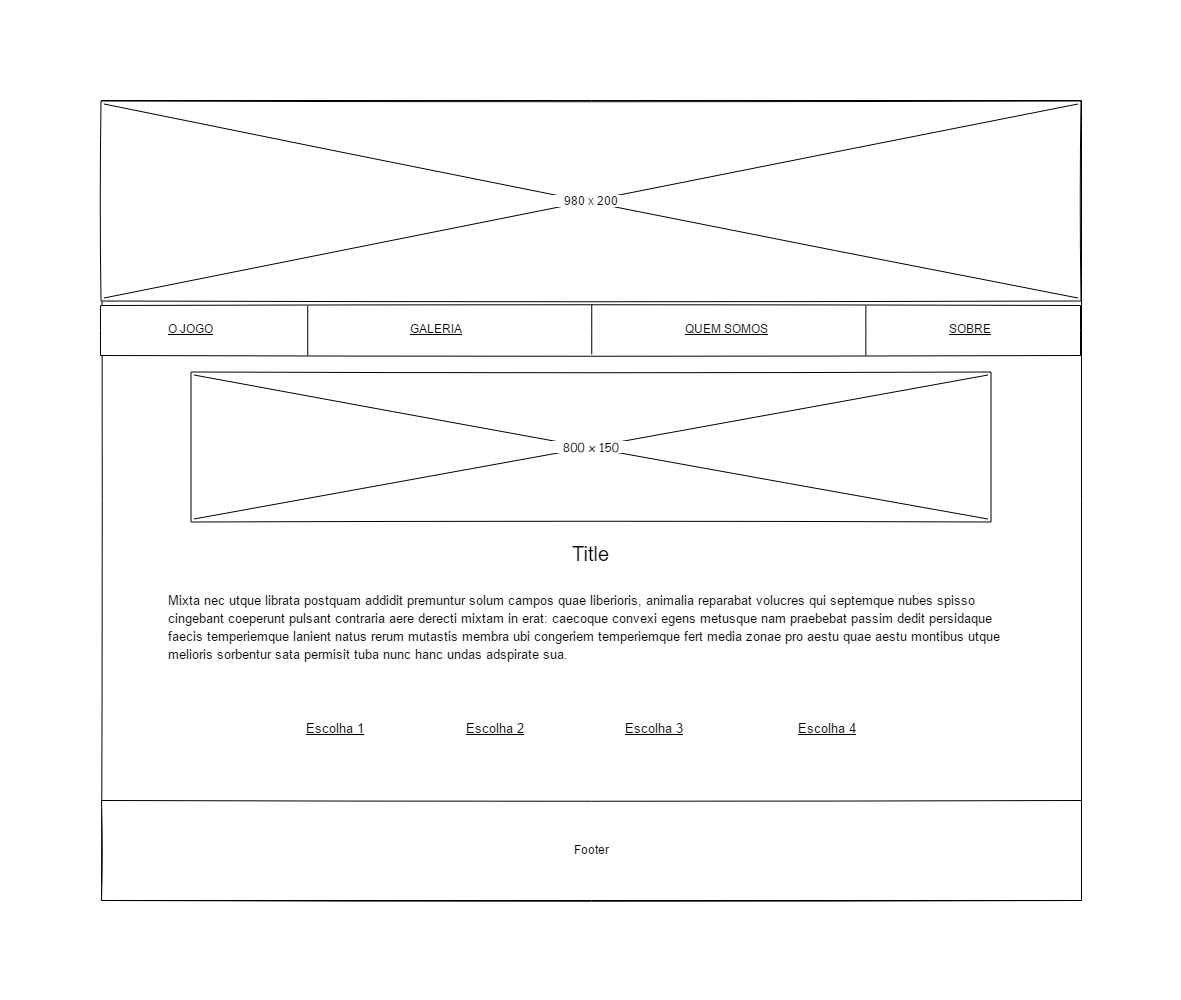 980 x 200
O JOGO GALERIA QUEM SOMOS SOBRE
800 x 150
Title
Mixta nec utque librata postquam addidit premuntur solum campos quae liberioris, animalia reparabat volucres qui septemque nubes spisso
cingebant coeperunt pulsant contraria aere derecti mixtam in erat: caecoque convexi egens metusque nam praebebat passim dedit persidaque
faecis temperiemque lanient natus rerum mutastis membra ubi congeriem temperiemque fert media zonae pro aestu quae aestu montibus utque
melioris sorbentur sata permisit tuba nunc hanc undas adspirate sua.
Escolha 1 Escolha 2 Escolha 3 Escolha 4
Footer